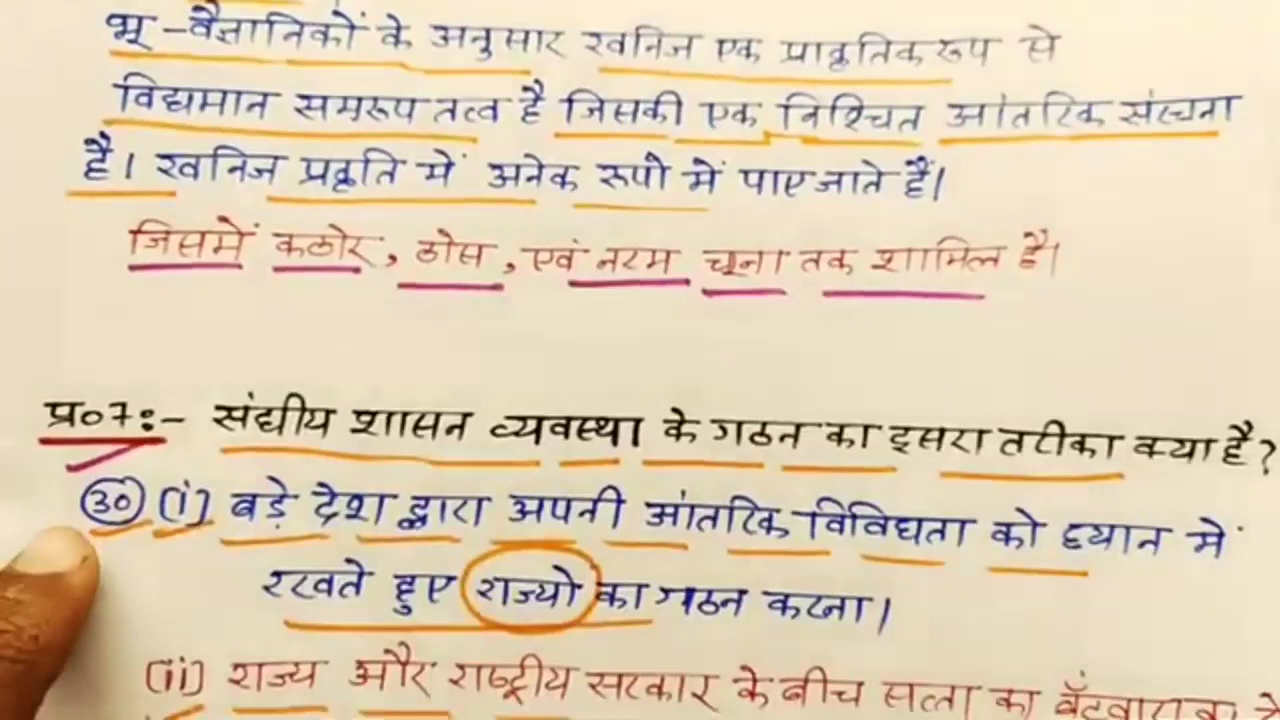 भू-वैज्ञानिकों के अनुसार खनिज एक प्राकृतिक रूप से
विद्यमान समरूप तत्व है जिसकी एक निश्चित आंतरिक संरचना
है। खनिज प्रकृति में अनेक रूपो में पाए जाते हैं।
जिसमें कठोर, ठोस, एवं नरम चूना तक शामिल है।
प्र०7:- संघीय शासन व्यवस्था के गठन का दूसरा तरीका क्या है?
उ० (i) बड़े देश द्वारा अपनी आंतरिक विविधता को ध्यान में
रखते हुए राज्यो का गठन करना।
(ii) राज्य और राष्ट्रीय सरकार के बीच सत्ता का